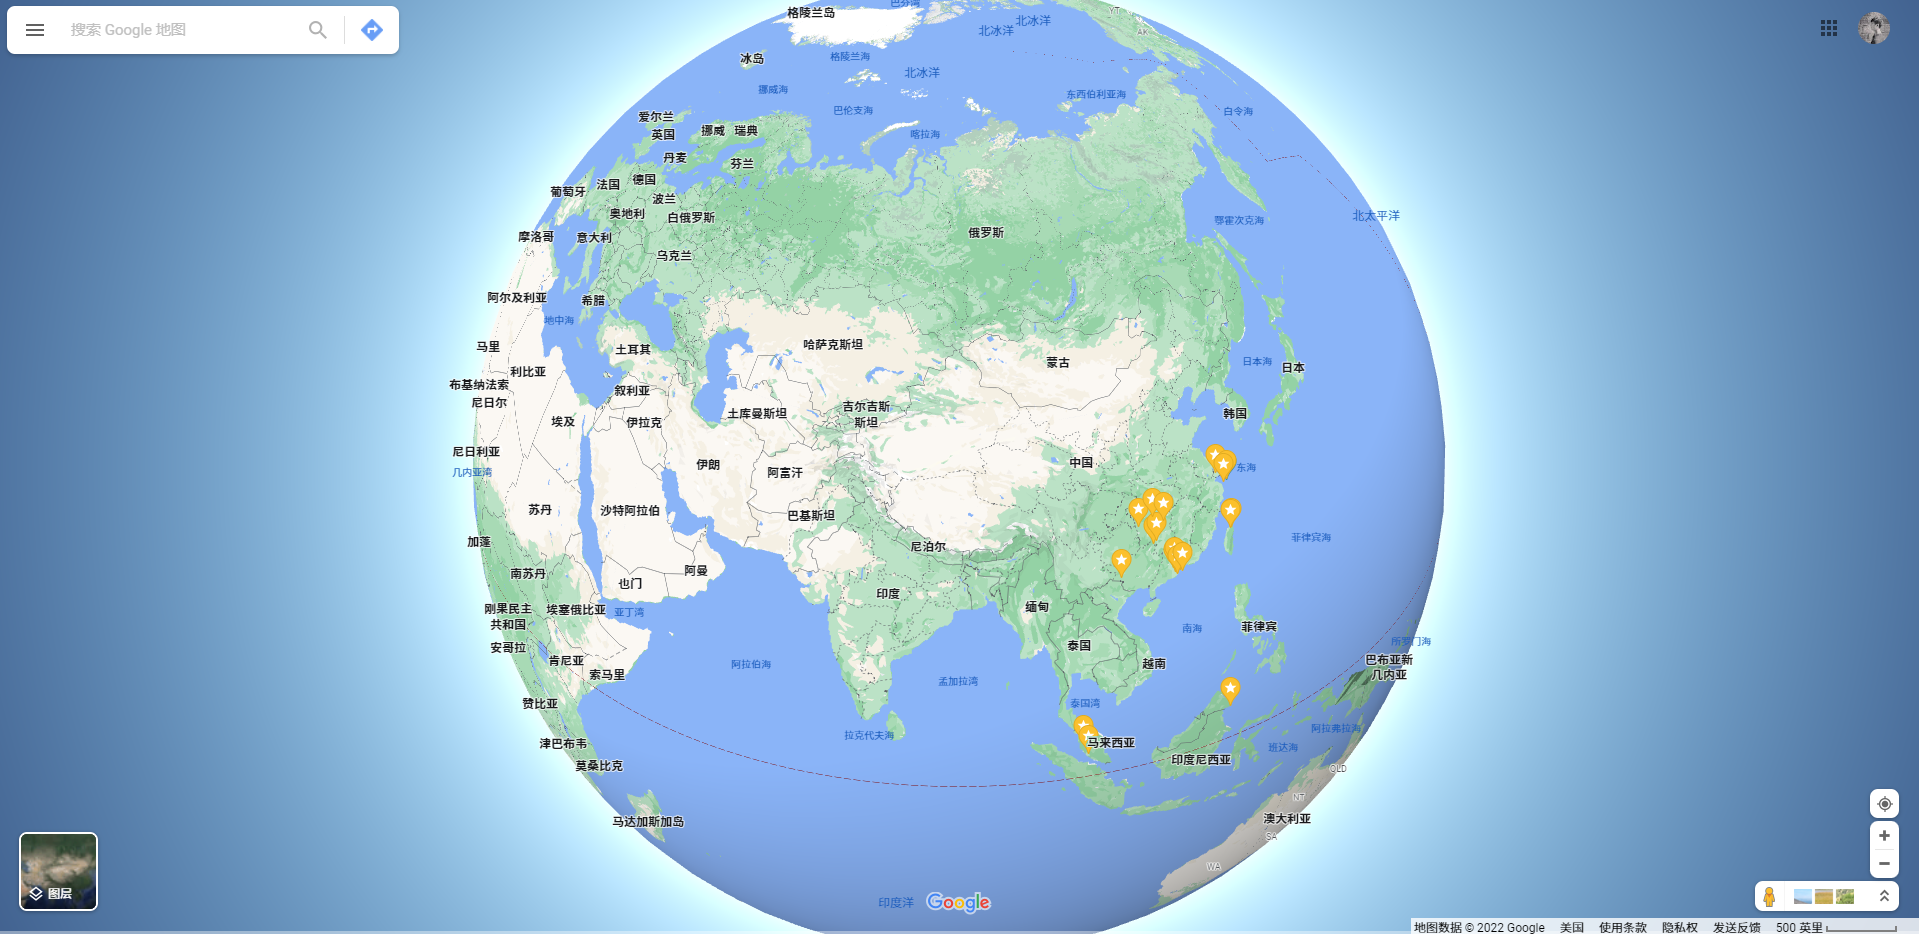 搜索 Google 地图
格陵兰岛
巴芬湾
北冰洋
北冰洋
YT
AK
冰岛
格陵兰海
北冰洋
挪威海
东西伯利亚海
巴伦支海
白令海
喀拉海
爱尔兰
英国
挪威
瑞典
丹麦
芬兰
葡萄牙
法国
德国
波兰
奥地利
白俄罗斯
鄂霍次克海
北太平洋
摩洛哥
意大利
俄罗斯
乌克兰
阿尔及利亚
希腊
地中海
马里
土耳其
哈萨克斯坦
蒙古
日本海
日本
利比亚
布基纳法索
叙利亚
尼日尔
土库曼斯坦
吉尔吉斯
斯坦
韩国
埃及
伊拉克
尼日利亚
几内亚湾
伊朗
阿富汗
中国
东海
苏丹
沙特阿拉伯
巴基斯坦
加蓬
尼泊尔
菲律宾海
南苏丹
阿曼
也门
印度
刚果民主
共和国
埃塞俄比亚
亚丁湾
缅甸
南海
菲律宾
安哥拉
泰国
所罗门海
肯尼亚
阿拉伯海
越南
巴布亚新
几内亚
索马里
孟加拉湾
赞比亚
泰国湾
津巴布韦
拉克代夫海
马来西亚
阿拉弗拉海
班达海
莫桑比克
印度尼西亚
QLD
NT
马达加斯加岛
澳大利亚
SA
WA
图层
印度洋
Google
地图数据 © 2022 Google 美国 使用条款 隐私权 发送反馈 500 英里